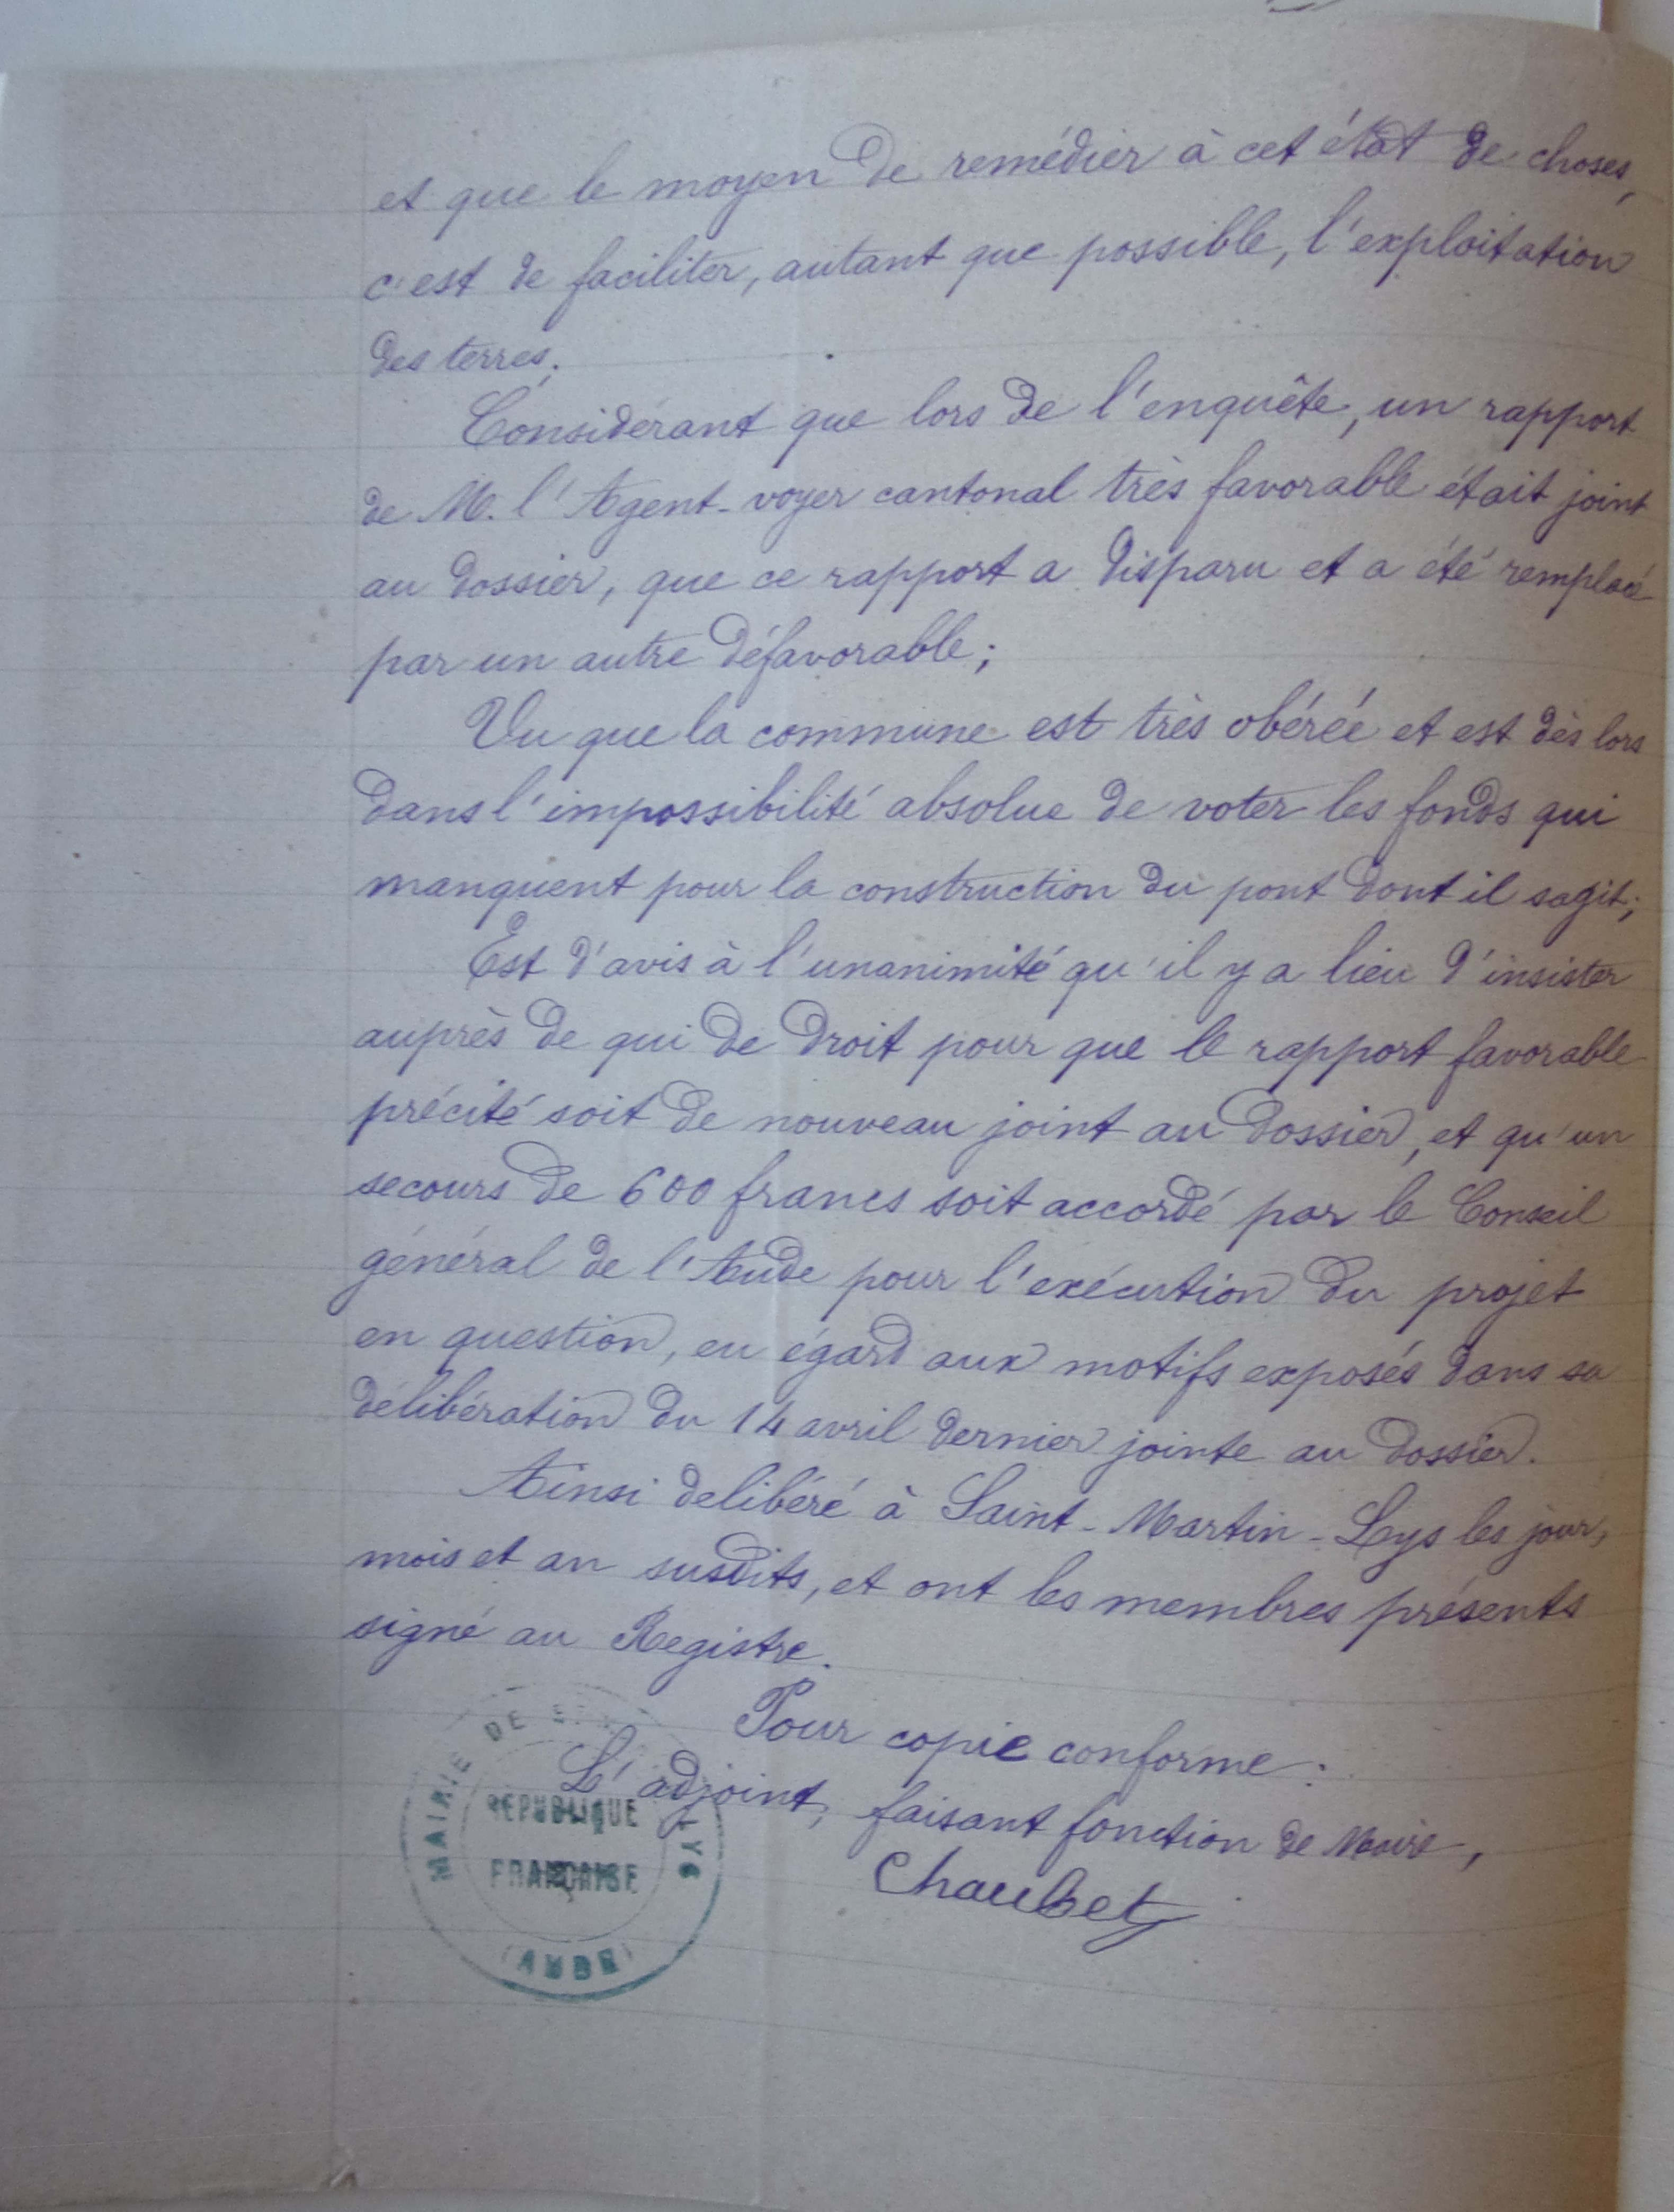 et que le moyen de remédier à cet état de choses,
c'est de faciliter, autant que possible, l'exploitation
des terres;
Considérant que lors de l'enquête, un rapport
de M. l'Agent-voyer cantonal très favorable était joint
au dossier, que ce rapport a disparu et a été remplacé
par un autre défavorable;
Vu que la commune est très obérée et est dès lors
dans l'impossibilité absolue de voter les fonds qui
manquent pour la construction du pont dont il sagit;
Est d'avis à l'unanimité qu'il y a lieu d'insister
auprès de qui de droit pour que le rapport favorable
précité soit de nouveau joint au dossier, et qu'un
secours de 600 francs soit accordé par le Conseil
général de l'Aude pour l'exécution du projet
en question, eu égard aux motifs exposés dans sa
délibération du 14 avril dernier jointe au dossier.
Ainsi delibéré à Saint-Martin-Lys les jour,
mois et an susdits, et ont les membres présents
signé au Registre.
Pour copie conforme:
L'adjoint, faisant fonction de Maire,
Chaubet
MAIRIE DE LYS
REPUBLIQUE
FRANÇAISE
(AUDE)